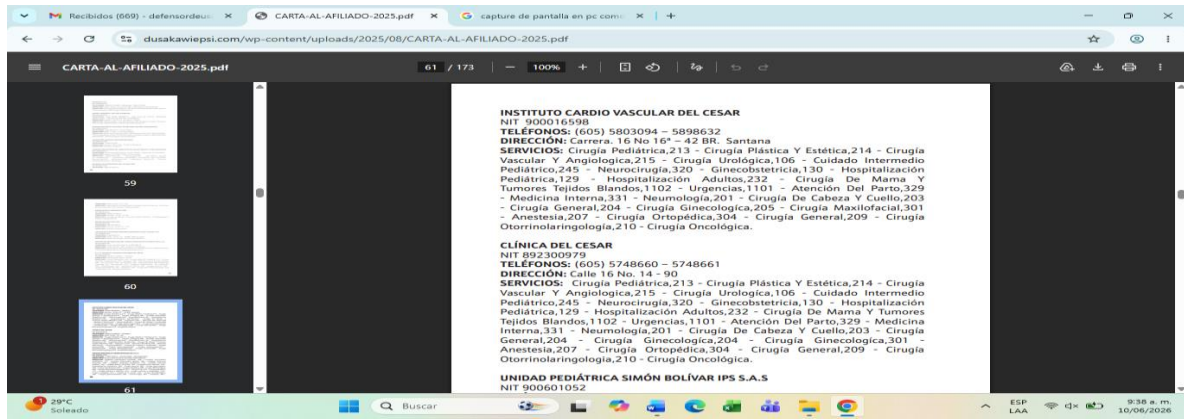 Recibidos (669) - defensordeus
CARTA-AL-AFILIADO-2025.pdf
capture de pantalla en pc como
dusakawiepsi.com/wp-content/uploads/2025/08/CARTA-AL-AFILIADO-2025.pdf
CARTA-AL-AFILIADO-2025.pdf
61 / 173
100%
59
60
61
INSTITUTO CARDIO VASCULAR DEL CESAR
NIT 900016598
TELÉFONOS: (605) 5803094 – 5898632
DIRECCIÓN: Carrera. 16 No 16ª – 42 BR. Santana
SERVICIOS: Cirugía Pediátrica,213 - Cirugía Plástica Y Estética,214 - Cirugía
Vascular Y Angiologica,215 - Cirugía Urológica,106 - Cuidado Intermedio
Pediátrico,245 - Neurocirugía,320 - Ginecobstetricia,130 - Hospitalización
Pediátrica,129 - Hospitalización Adultos,232 - Cirugía De Mama Y
Tumores Tejidos Blandos,1102 - Urgencias,1101 - Atención Del Parto,329
- Medicina Interna,331 - Neumología,201 - Cirugía De Cabeza Y Cuello,203
- Cirugía General,204 - Cirugía Ginecológica,205 - Cirugía Maxilofacial,301
- Anestesia,207 - Cirugía Ortopédica,304 - Cirugía General,209 - Cirugía
Otorrinolaringología,210 - Cirugía Oncológica.
CLÍNICA DEL CESAR
NIT 892300979
TELÉFONOS: (605) 5748660 – 5748661
DIRECCIÓN: Calle 16 No. 14 - 90
SERVICIOS: Cirugía Pediátrica,213 - Cirugía Plástica Y Estética,214 - Cirugía
Vascular Y Angiologica,215 - Cirugía Urológica,106 - Cuidado Intermedio
Pediátrico,245 - Neurocirugía,320 - Ginecobstetricia,130 - Hospitalización
Pediátrica,129 - Hospitalización Adultos,232 - Cirugía De Mama Y Tumores
Tejidos Blandos,1102 - Urgencias,1101 - Atención Del Parto,329 - Medicina
Interna,331 - Neumología,201 - Cirugía De Cabeza Y Cuello,203 - Cirugía
General,204 - Cirugía Ginecológica,204 - Cirugía Ginecológica,301 -
Anestesia,207 - Cirugía Ortopédica,304 - Cirugía General,209 - Cirugía
Otorrinolaringologia,210 - Cirugía Oncológica.
UNIDAD PEDIÁTRICA SIMÓN BOLÍVAR IPS S.A.S
NIT 900601052
29°C
Soleado
Buscar
ESP
LAA
9:38 a. m.
10/06/2026